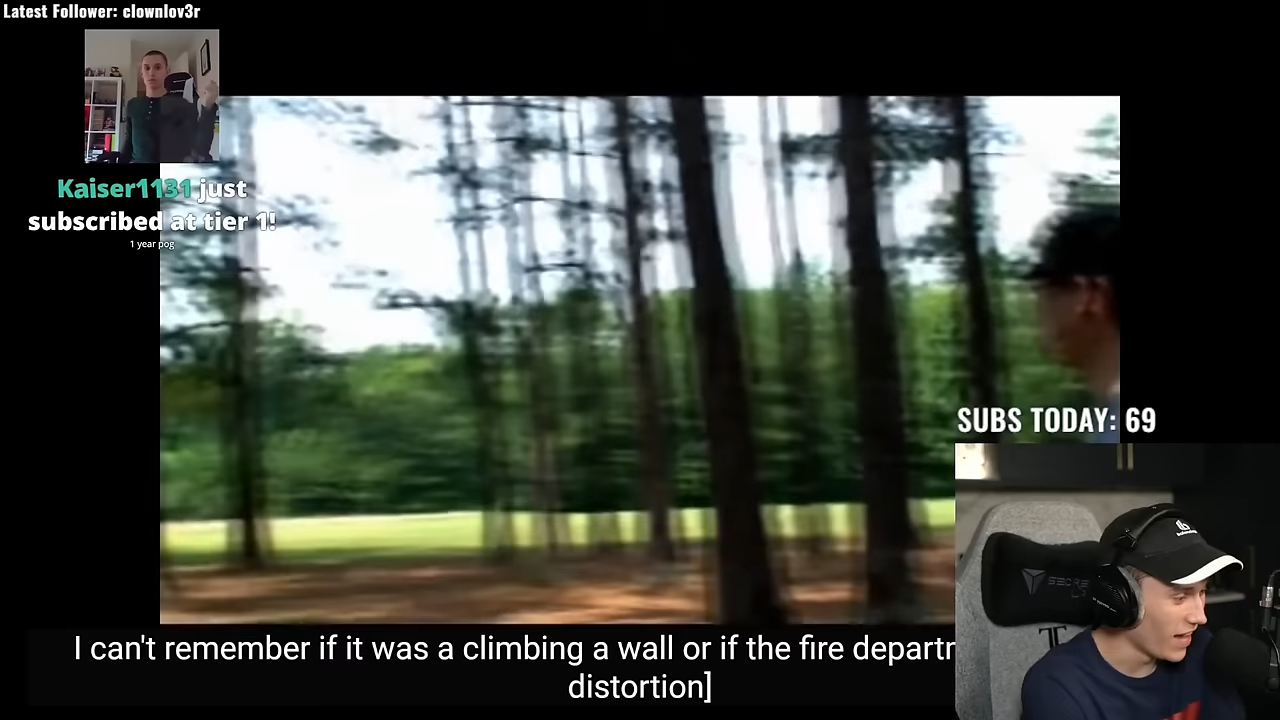 Latest Follower: clownlov3r
Kaiser1131 just
subscribed at tier 1!
1 year pog
SUBS TODAY: 69
I can't remember if it was a climbing a wall or if the fire departm
distortion]